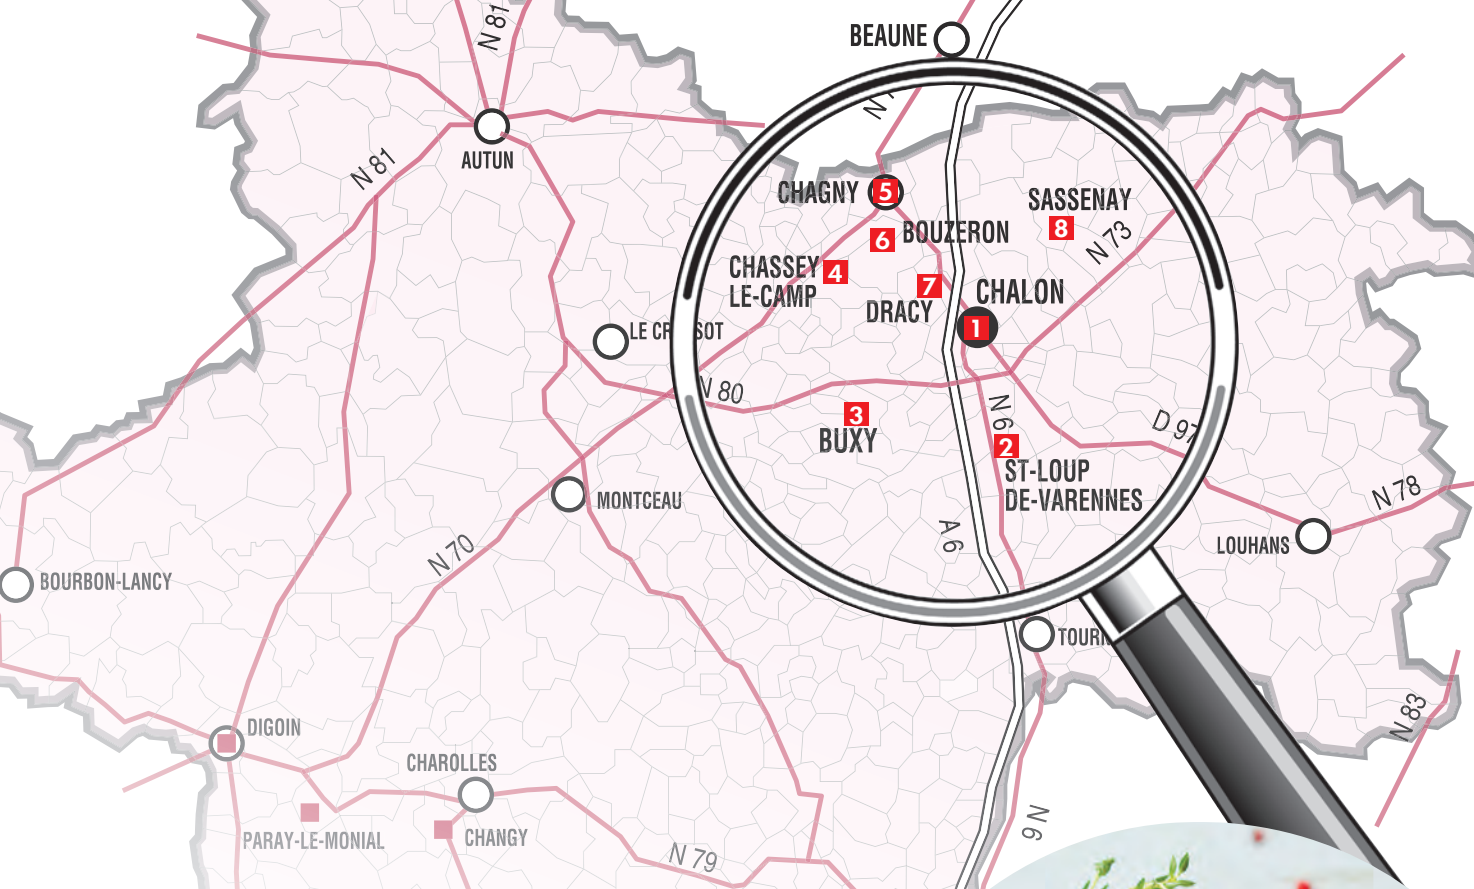 N 81
BEAUNE
AUTUN
N 81
CHAGNY
5
SASSENAY
8
6
BOUZERON
N 73
CHASSEY
LE-CAMP
4
7
DRACY
CHALON
1
N 80
3
BUXY
N 6
2
ST-LOUP
DE-VARENNES
D 97
N 78
MONTCEAU
A 6
LOUHANS
N 70
BOURBON-LANCY
DIGOIN
N 83
CHAROLLES
PARAY-LE-MONIAL
CHANGY
N 79
N 6